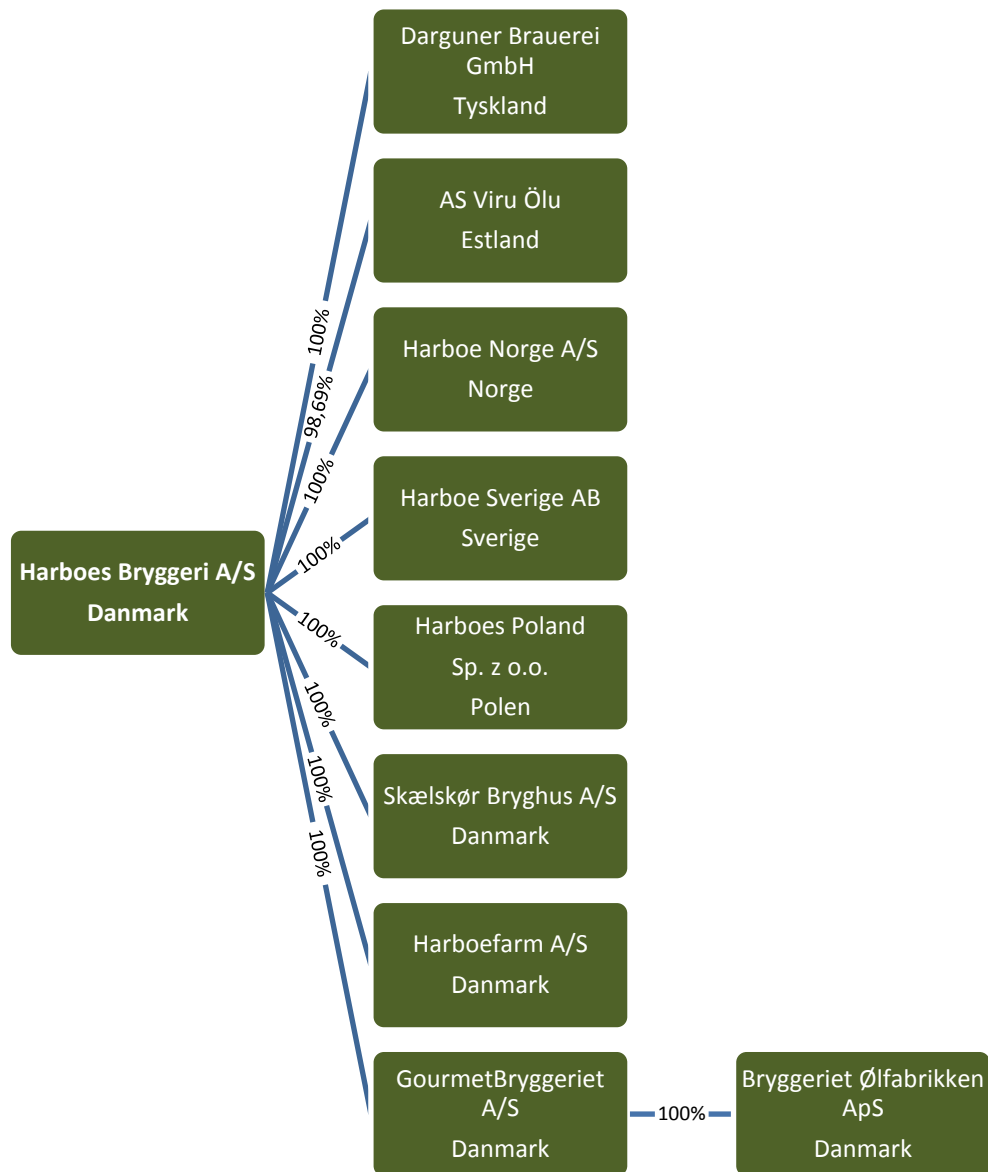 Darguner Brauerei
GmbH
Tyskland
AS Viru Ölu
Estland
Harboe Norge A/S
Norge
Harboe Sverige AB
Sverige
Harboes Bryggeri A/S
Danmark
Harboes Poland
Sp. z o.o.
Polen
Skælskør Bryghus A/S
Danmark
Harboefarm A/S
Danmark
GourmetBryggeriet
A/S
Danmark
Bryggeriet Ølfabrikken
ApS
Danmark
100%
98,69%
100%
100%
100%
100%
100%
100%
100%